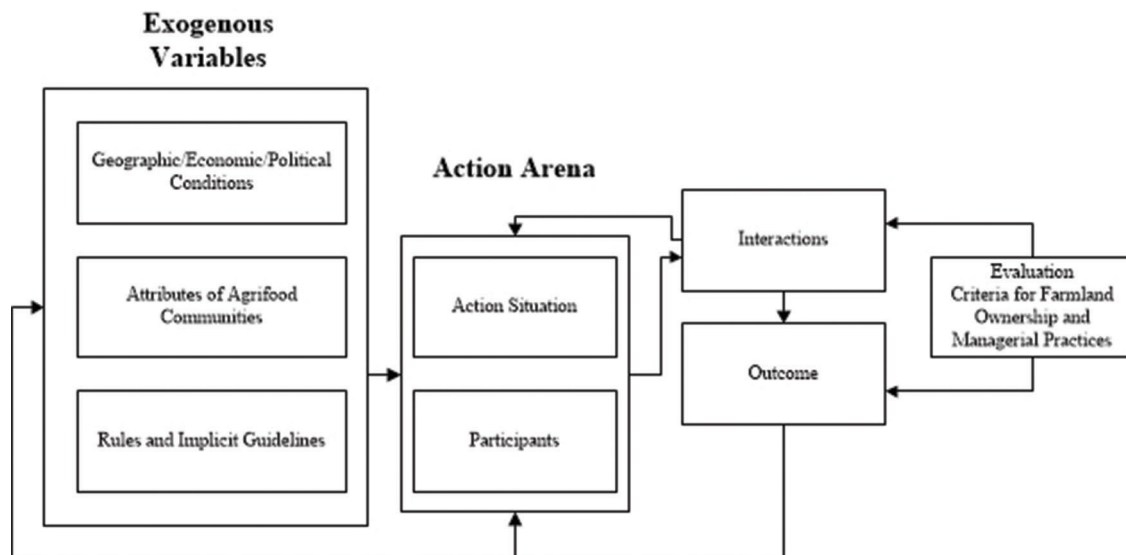 Exogenous
Variables
Geographic/Economic/Political
Conditions
Attributes of Agrifood
Communities
Rules and Implicit Guidelines
Action Arena
Action Situation
Participants
Interactions
Outcome
Evaluation
Criteria for Farmland
Ownership and
Managerial Practices